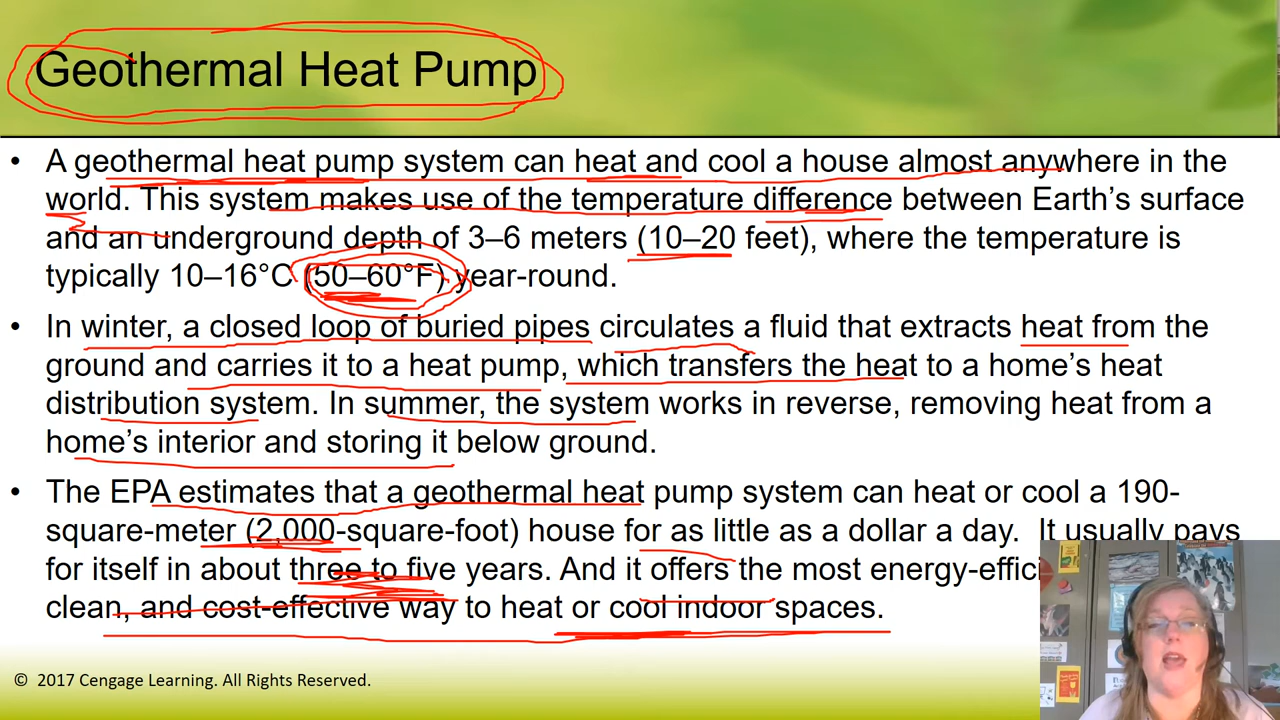 Geothermal Heat Pump
• A geothermal heat pump system can heat and cool a house almost anywhere in the
world. This system makes use of the temperature difference between Earth’s surface
and an underground depth of 3–6 meters (10–20 feet), where the temperature is
typically 10–16°C (50–60°F) year-round.
• In winter, a closed loop of buried pipes circulates a fluid that extracts heat from the
ground and carries it to a heat pump, which transfers the heat to a home’s heat
distribution system. In summer, the system works in reverse, removing heat from a
home’s interior and storing it below ground.
• The EPA estimates that a geothermal heat pump system can heat or cool a 190-
square-meter (2,000-square-foot) house for as little as a dollar a day. It usually pays
for itself in about three to five years. And it offers the most energy-effici
clean, and cost-effective way to heat or cool indoor spaces.
© 2017 Cengage Learning. All Rights Reserved.